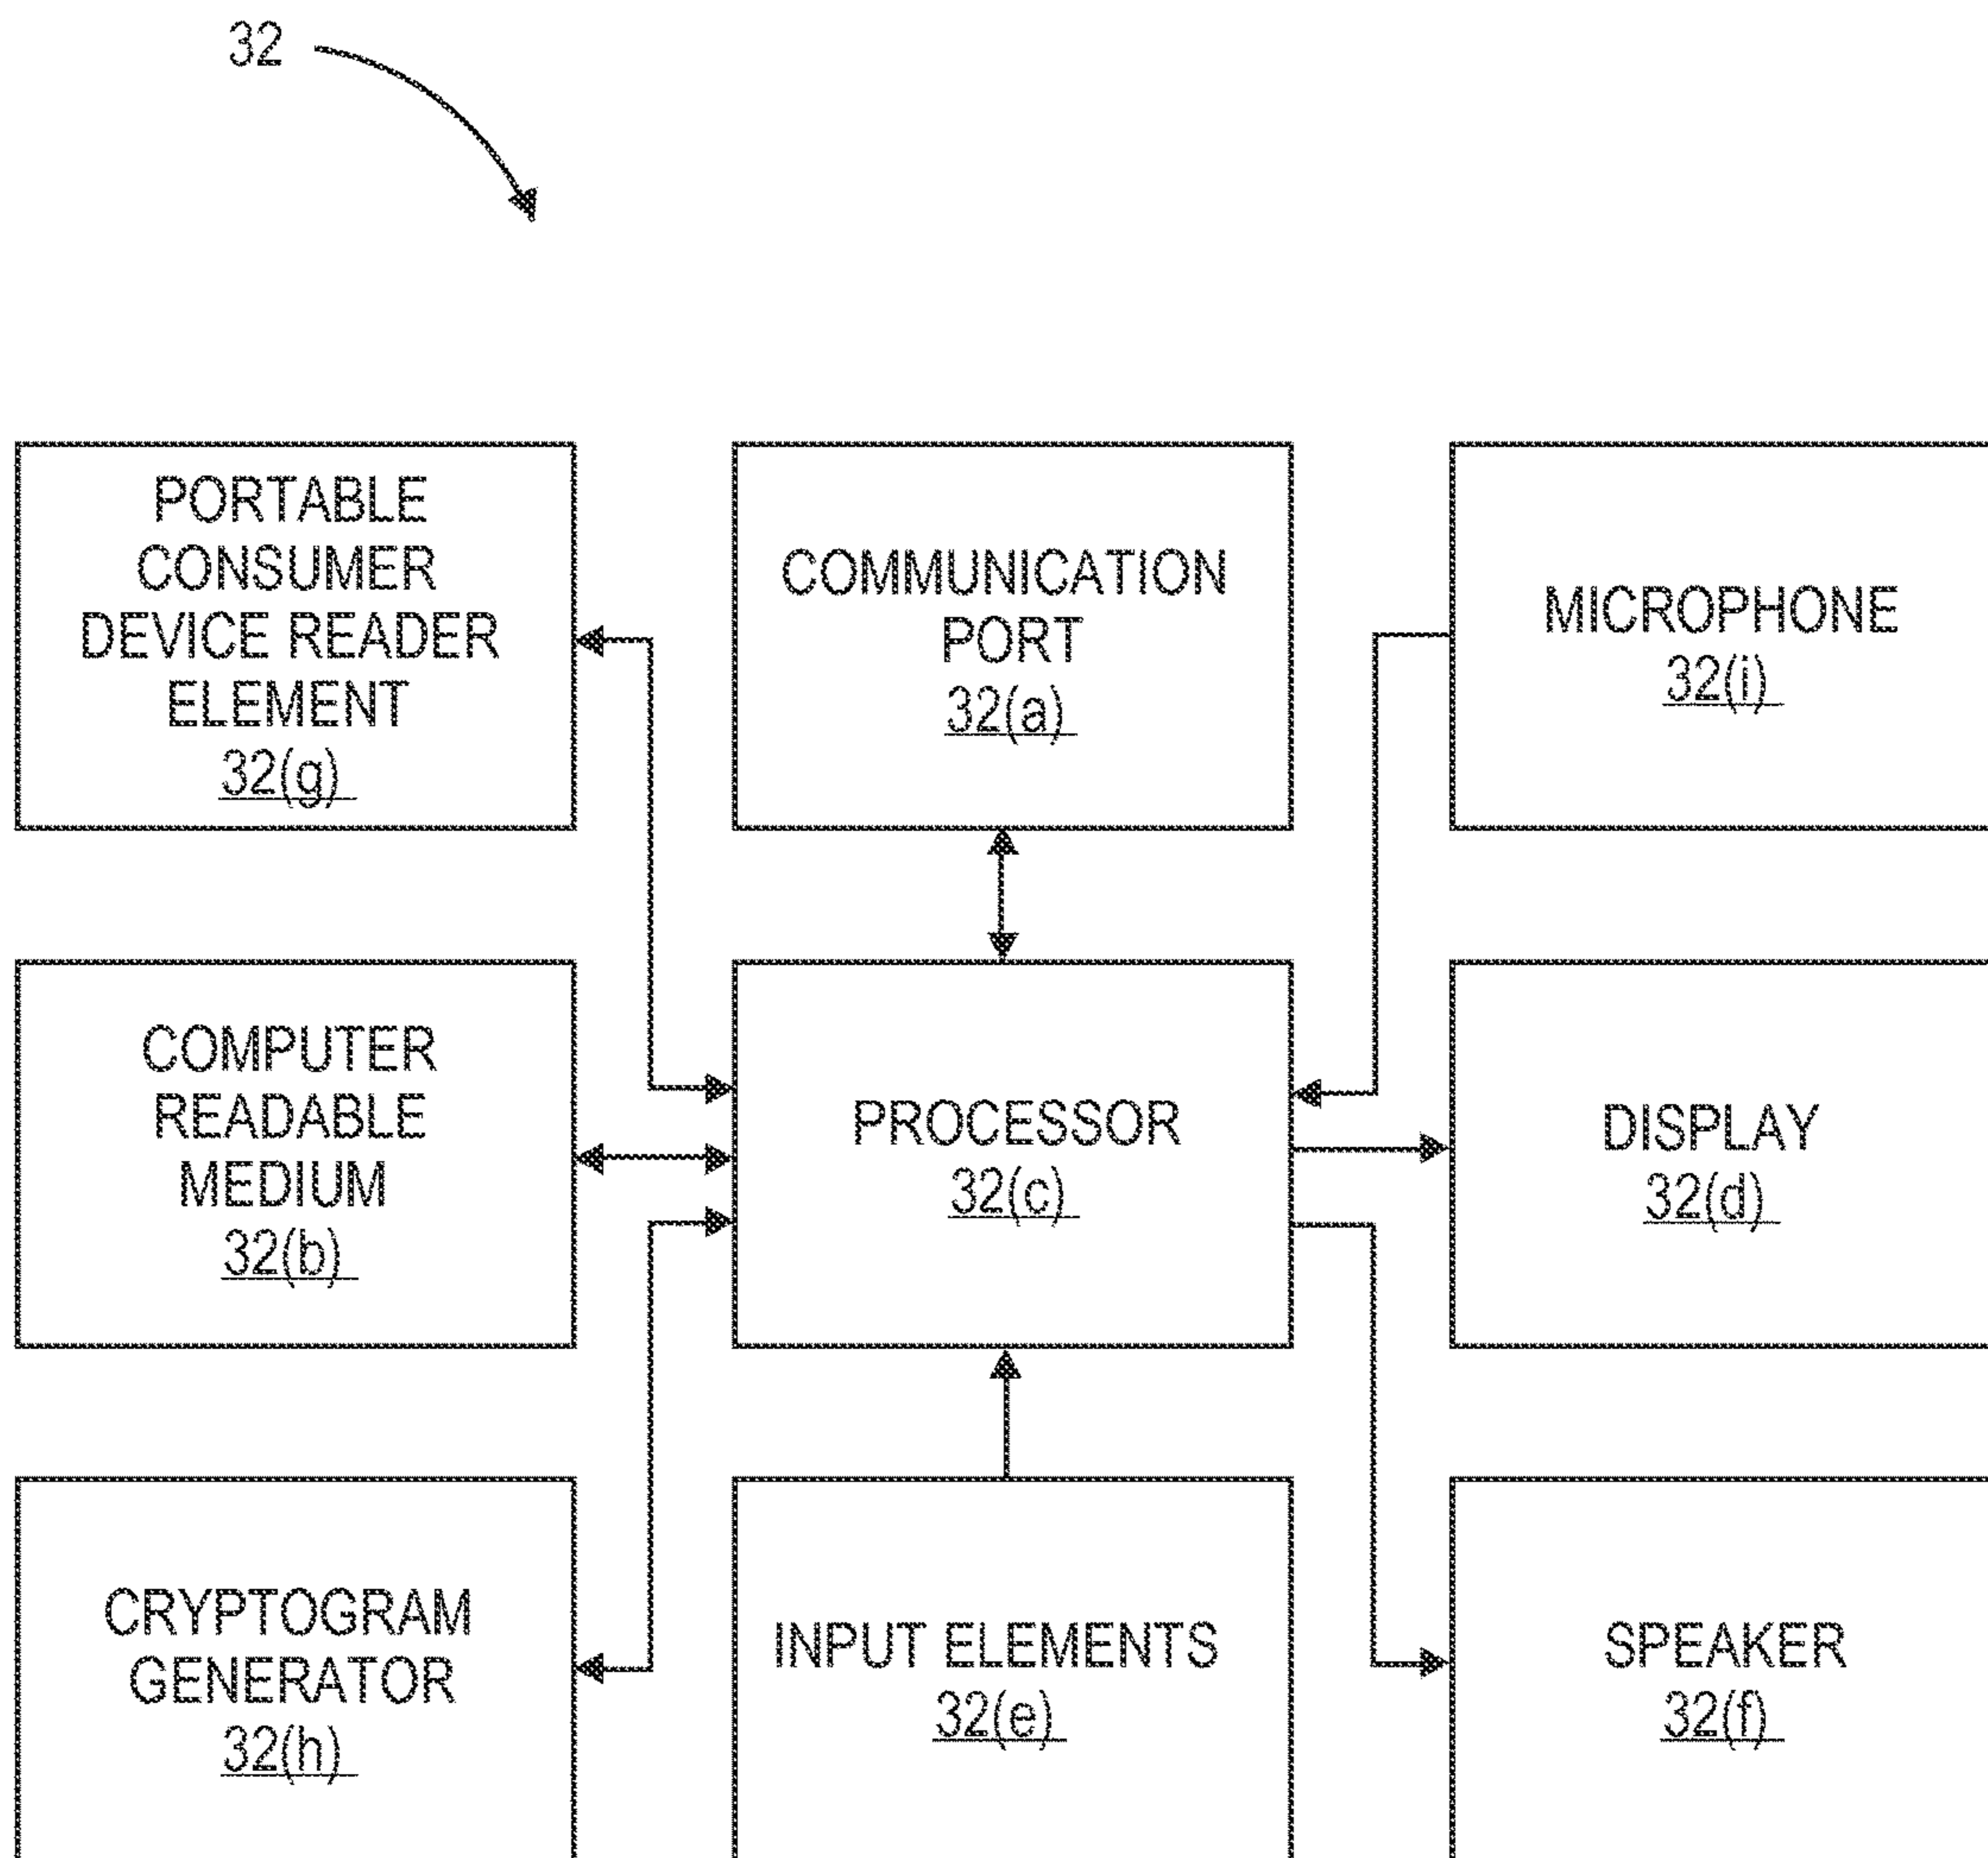 32
PORTABLE
CONSUMER
DEVICE READER
ELEMENT
32(g)
COMMUNICATION
PORT
32(a)
MICROPHONE
32(i)
COMPUTER
READABLE
MEDIUM
32(b)
PROCESSOR
32(c)
DISPLAY
32(d)
CRYPTOGRAM
GENERATOR
32(h)
INPUT ELEMENTS
32(e)
SPEAKER
32(f)